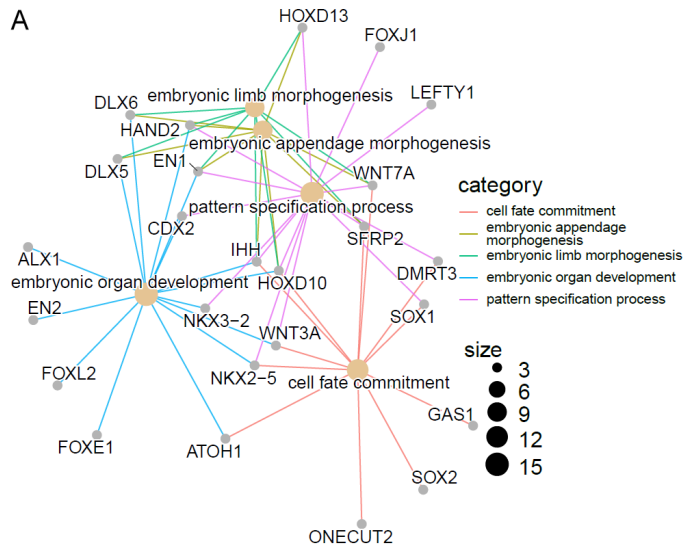 A
HOXD13
FOXJ1
LEFTY1
embryonic limb morphogenesis
DLX6
HAND2
embryonic appendage morphogenesis
DLX5
EN1
WNT7A
category
pattern specification process
cell fate commitment
embryonic appendage
morphogenesis
embryonic limb morphogenesis
embryonic organ development
pattern specification process
CDX2
SFRP2
IHH
ALX1
embryonic organ development
HOXD10
DMRT3
EN2
NKX3-2
WNT3A
SOX1
size
3
6
9
12
15
FOXL2
NKX2-5
cell fate commitment
GAS1
FOXE1
ATOH1
SOX2
ONECUT2